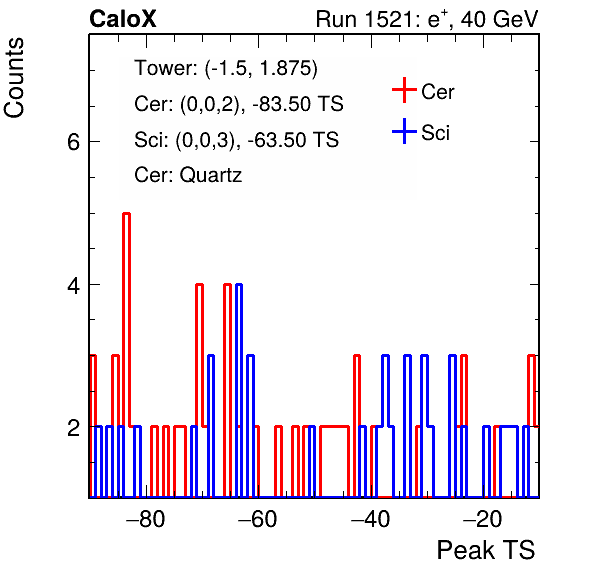 CaloX Run 1521: e⁺, 40 GeV
Counts
Tower: (-1.5, 1.875)
Cer: (0,0,2), -83.50 TS
Sci: (0,0,3), -63.50 TS
Cer: Quartz
Cer
Sci
6
4
2
−80 −60 −40 −20
Peak TS